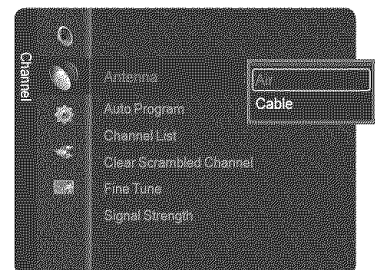 Channel
Antenna
Air
Cable
Auto Program
Channel List
Clear Scrambled Channel
Fine Tune
Signal Strength